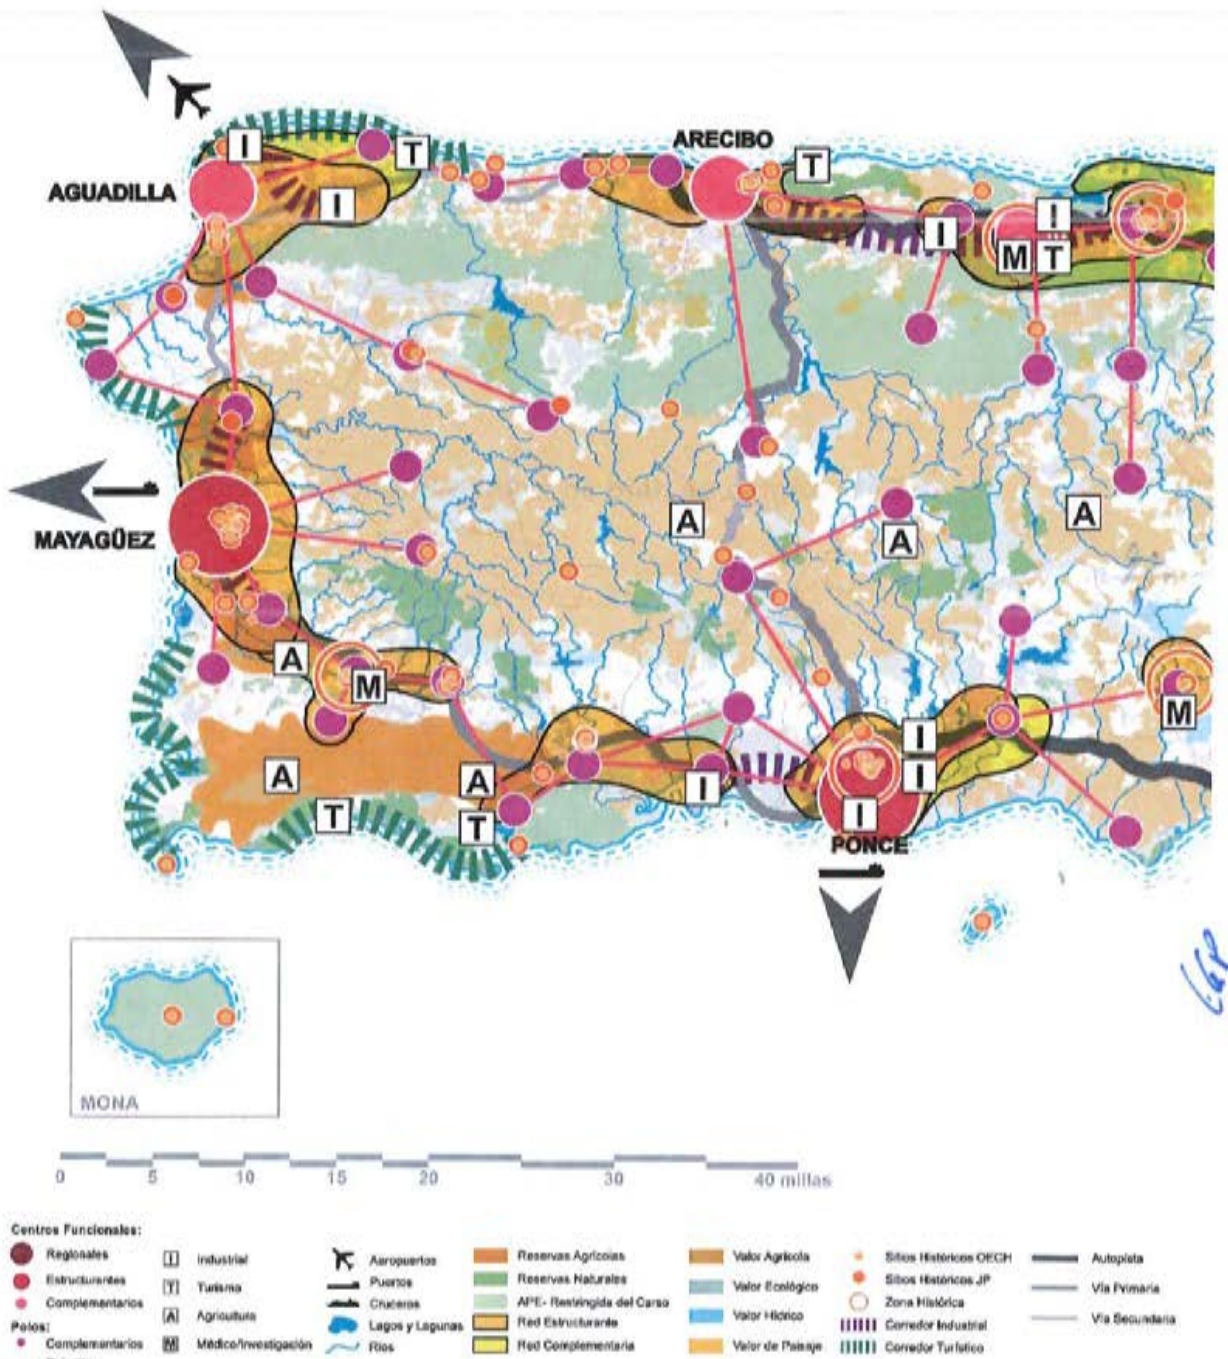 ARECIBO
I
T
AGUADILLA
I
T
I
I
M
T
MAYAGÜEZ
A
A
A
A
M
M
I
A
A
I
I
T
T
I
PONCE
MONA
0 5 10 15 20 30 40 millas
Centros Funcionales:
Regionales
Estructurantes
Complementarios
Polos:
Complementarios
I Industrial
T Turismo
A Agricultura
M Médico/Investigación
Aeropuertos
Puertos
Cruceros
Lagos y Lagunas
Ríos
Reservas Agrícolas
Reservas Naturales
APE- Restringida del Carso
Red Estructurante
Red Complementaria
Valor Agrícola
Valor Ecológico
Valor Hídrico
Valor de Paisaje
Sitios Históricos OECH
Sitios Históricos JP
Zona Histórica
Corredor Industrial
Corredor Turístico
Autopista
Vía Primaria
Vía Secundaria